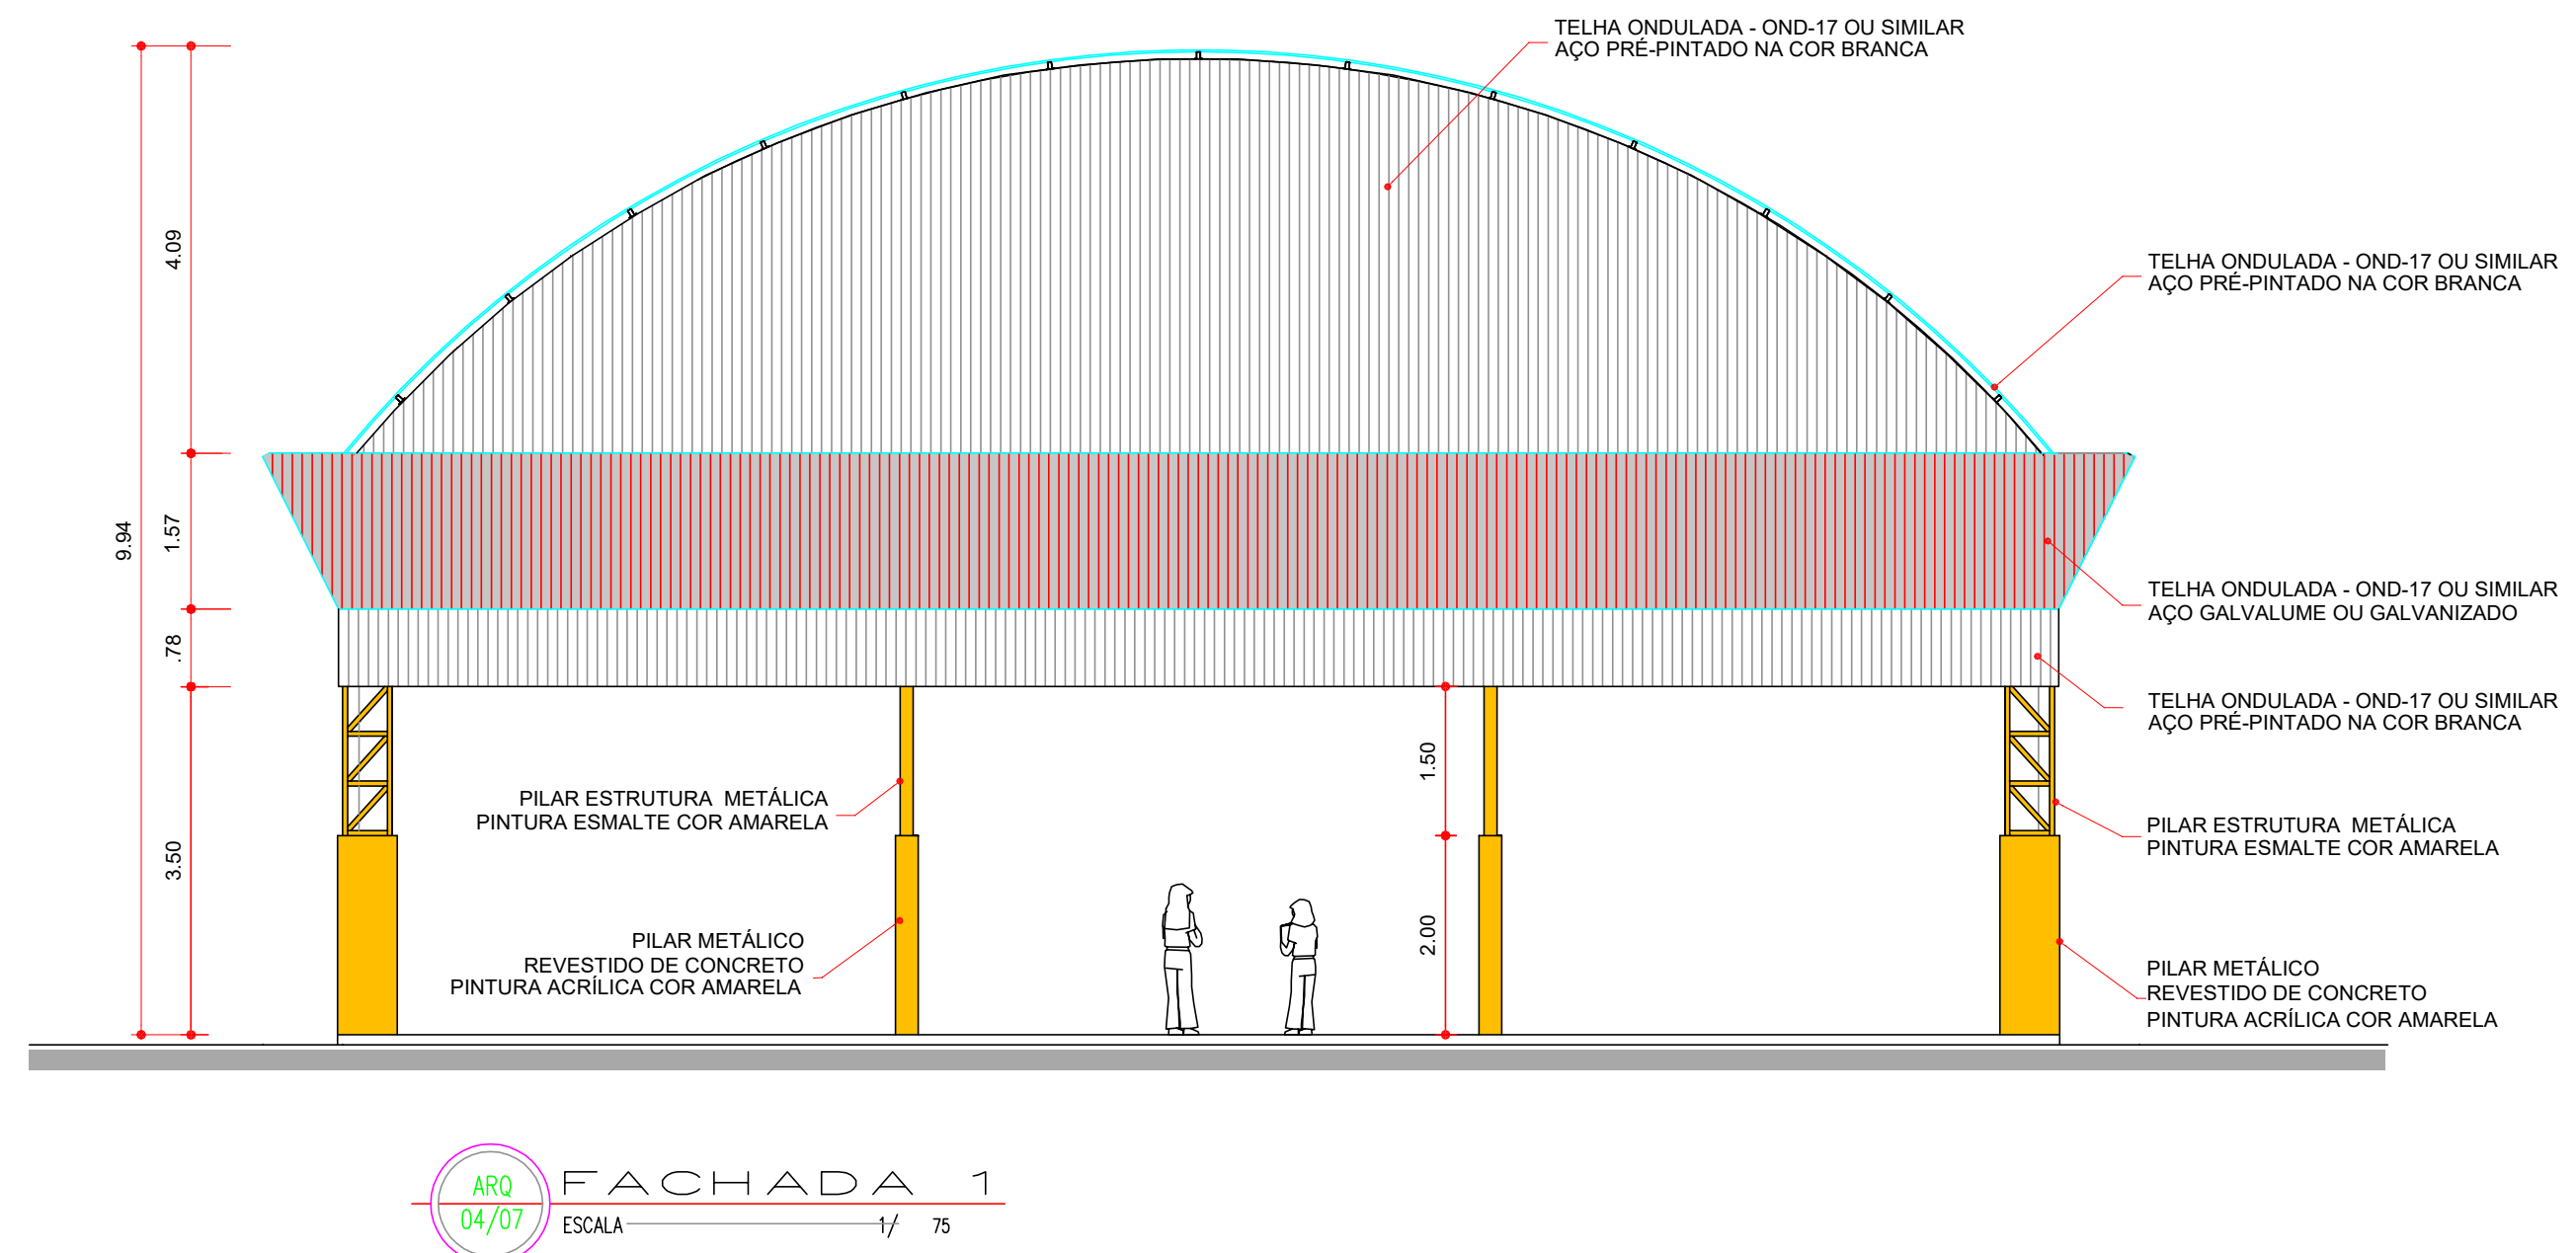 TELHA ONDULADA - OND-17 OU SIMILAR
AÇO PRÉ-PINTADO NA COR BRANCA
4.09
TELHA ONDULADA - OND-17 OU SIMILAR
AÇO PRÉ-PINTADO NA COR BRANCA
9.94
1.57
TELHA ONDULADA - OND-17 OU SIMILAR
AÇO GALVALUME OU GALVANIZADO
.78
TELHA ONDULADA - OND-17 OU SIMILAR
AÇO PRÉ-PINTADO NA COR BRANCA
1.50
PILAR ESTRUTURA  METÁLICA
PINTURA ESMALTE COR AMARELA
PILAR ESTRUTURA  METÁLICA
PINTURA ESMALTE COR AMARELA
3.50
2.00
PILAR METÁLICO
REVESTIDO DE CONCRETO
PINTURA ACRÍLICA COR AMARELA
PILAR METÁLICO
REVESTIDO DE CONCRETO
PINTURA ACRÍLICA COR AMARELA
ARQ
04/07
FACHADA 1
ESCALA 1/ 75